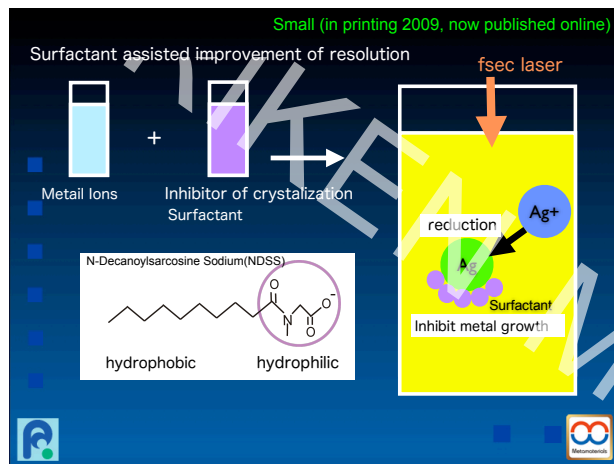 Small (in printing 2009, now published online)
Surfactant assisted improvement of resolution
fsec laser
+
Metail Ions
Inhibitor of crystalization
Surfactant
Ag+
reduction
Ag
Surfactant
Inhibit metal growth
N-Decanoylsarcosine Sodium(NDSS)
O
O-
N
O
hydrophobic
hydrophilic
RIKEN M
Metamaterials